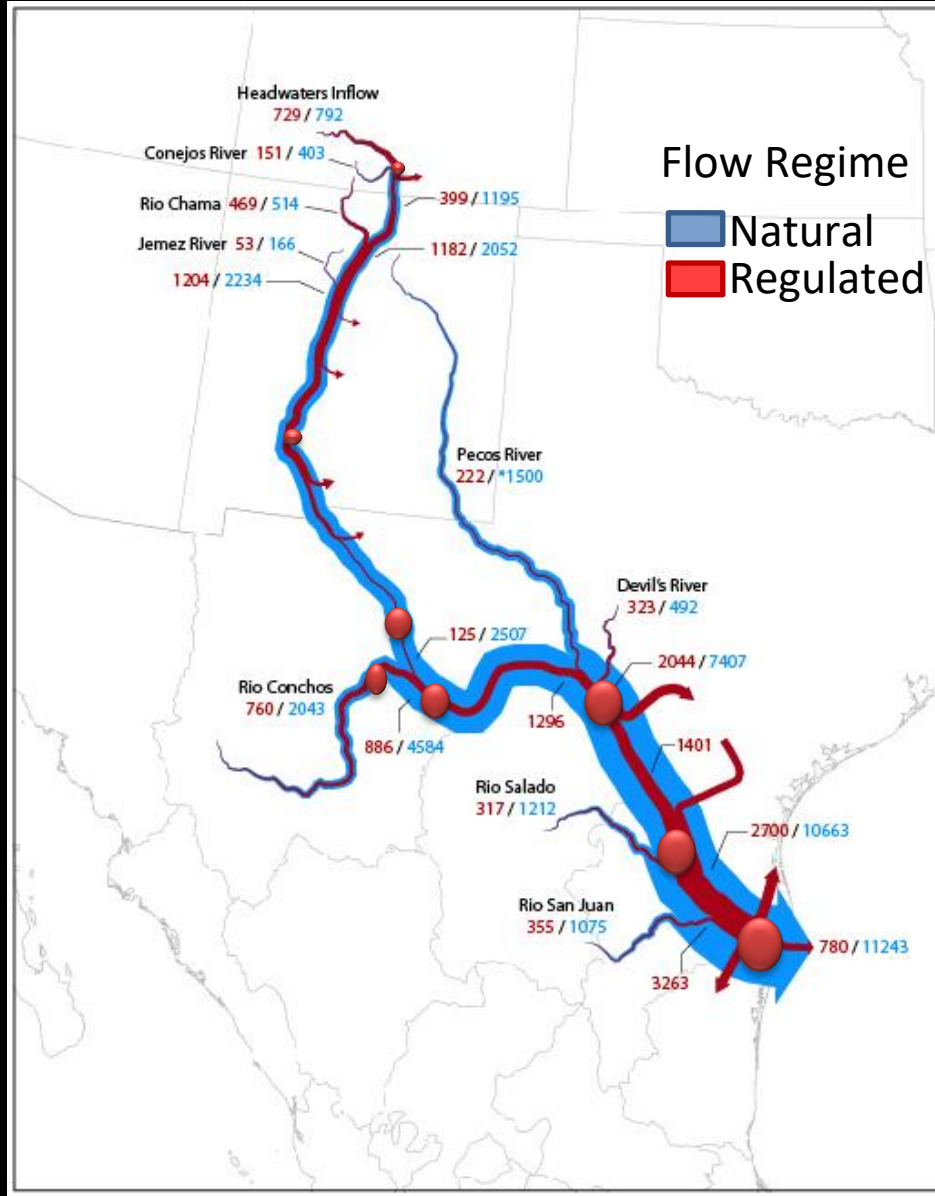 Headwaters Inflow
729 / 792
Conejos River 151 / 403
Flow Regime
Natural
Regulated
Rio Chama 469 / 514
399 / 1195
Jemez River 53 / 166
1182 / 2052
1204 / 2234
Pecos River
222 / *1500
Devil's River
323 / 492
125 / 2507
2044 / 7407
Rio Conchos
760 / 2043
1296
886 / 4584
1401
Rio Salado
317 / 1212
2700 / 10663
Rio San Juan
355 / 1075
780 / 11243
3263